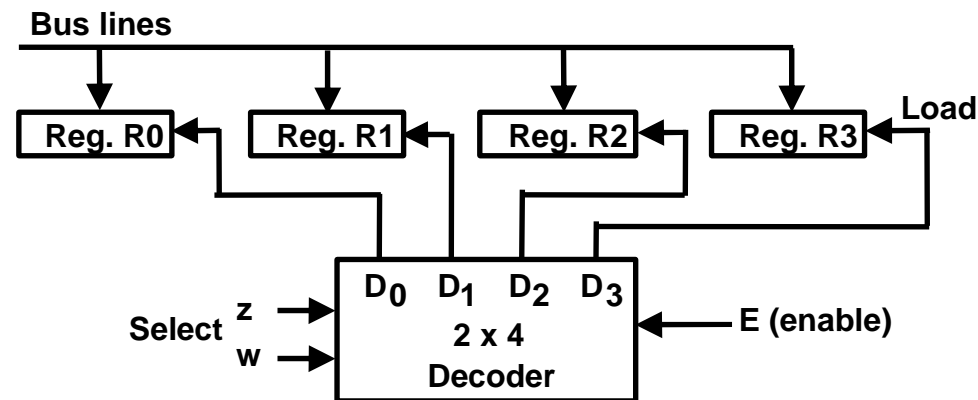 Bus lines
Load
Reg. R0 Reg. R1 Reg. R2 Reg. R3
D0 D1 D2 D3
Select z
w
2 x 4
Decoder
E (enable)